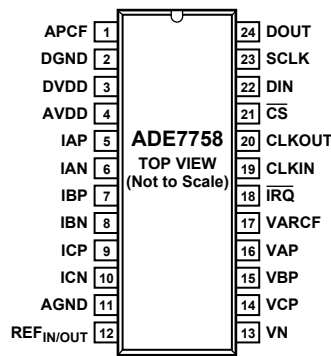 APCF 1
DGND 2
DVDD 3
AVDD 4
IAP 5
IAN 6
IBP 7
IBN 8
ICP 9
ICN 10
AGND 11
REFIN/OUT 12
ADE7758
TOP VIEW
(Not to Scale)
24 DOUT
23 SCLK
22 DIN
21 CS
20 CLKOUT
19 CLKIN
18 IRQ
17 VARCF
16 VAP
15 VBP
14 VCP
13 VN